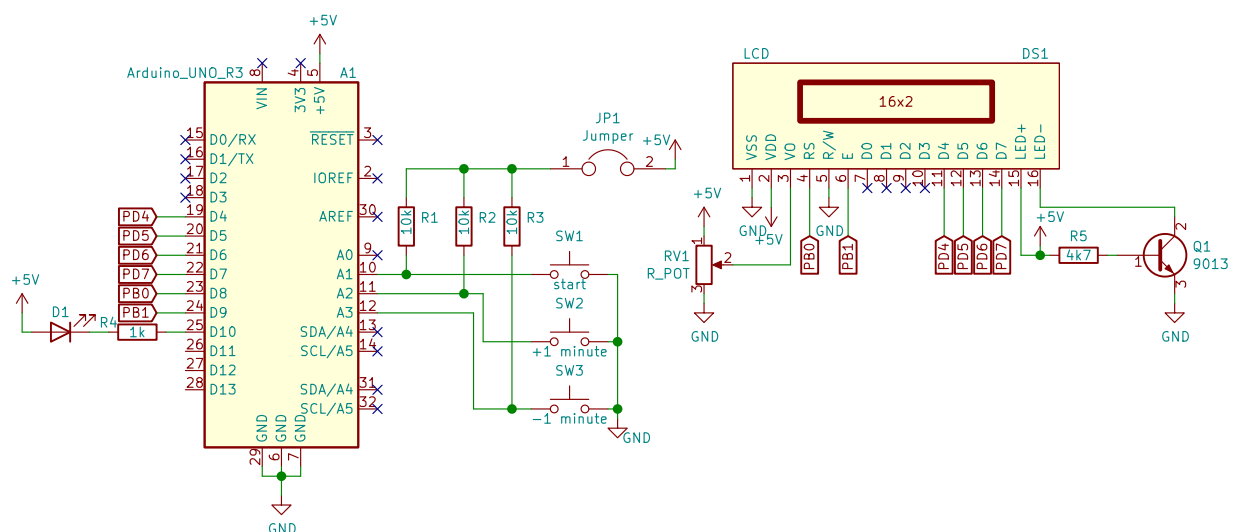 +5V
Arduino_UNO_R3
A1
8
VIN
4
3V3
5
+5V
15 D0/RX
16 D1/TX
17 D2
18 D3
PD4 19 D4
PD5 20 D5
PD6 21 D6
PD7 22 D7
PB0 23 D8
PB1 24 D9
25 D10
26 D11
27 D12
28 D13
RESET 3
IOREF 2
AREF 30
A0 9
A1 10
A2 11
A3 12
SDA/A4 13
SCL/A5 14
SDA/A4 31
SCL/A5 32
GND 29
GND 6
GND 7
GND
+5V
D1
R4
1k
JP1
Jumper
1 2
+5V
10k R1
10k R2
10k R3
SW1
start
SW2
+1 minute
SW3
-1 minute
GND
LCD
DS1
16x2
VSS 1
VDD 2
VO 3
RS 4
R/W 5
E 6
D0 7
D1 8
D2 9
D3 10
D4 11
D5 12
D6 13
D7 14
LED+ 15
LED- 16
GND
+5V
GND
PB0
PB1
PD4
PD5
PD6
PD7
+5V
1
RV1
R_POT
2
3
GND
+5V
R5
4k7
1
2
3
Q1
9013
GND